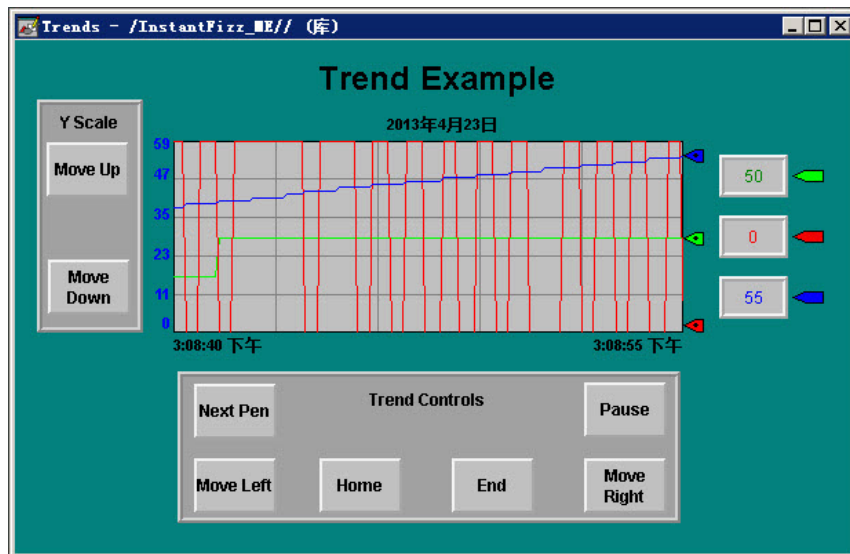 Trends - /InstantFizz_ME// (库)
Trend Example
Y Scale
Move Up
Move
Down
2013年4月23日
59
47
35
23
11
0
3:08:40 下午
3:08:55 下午
50
0
55
Trend Controls
Next Pen
Pause
Move Left
Home
End
Move
Right